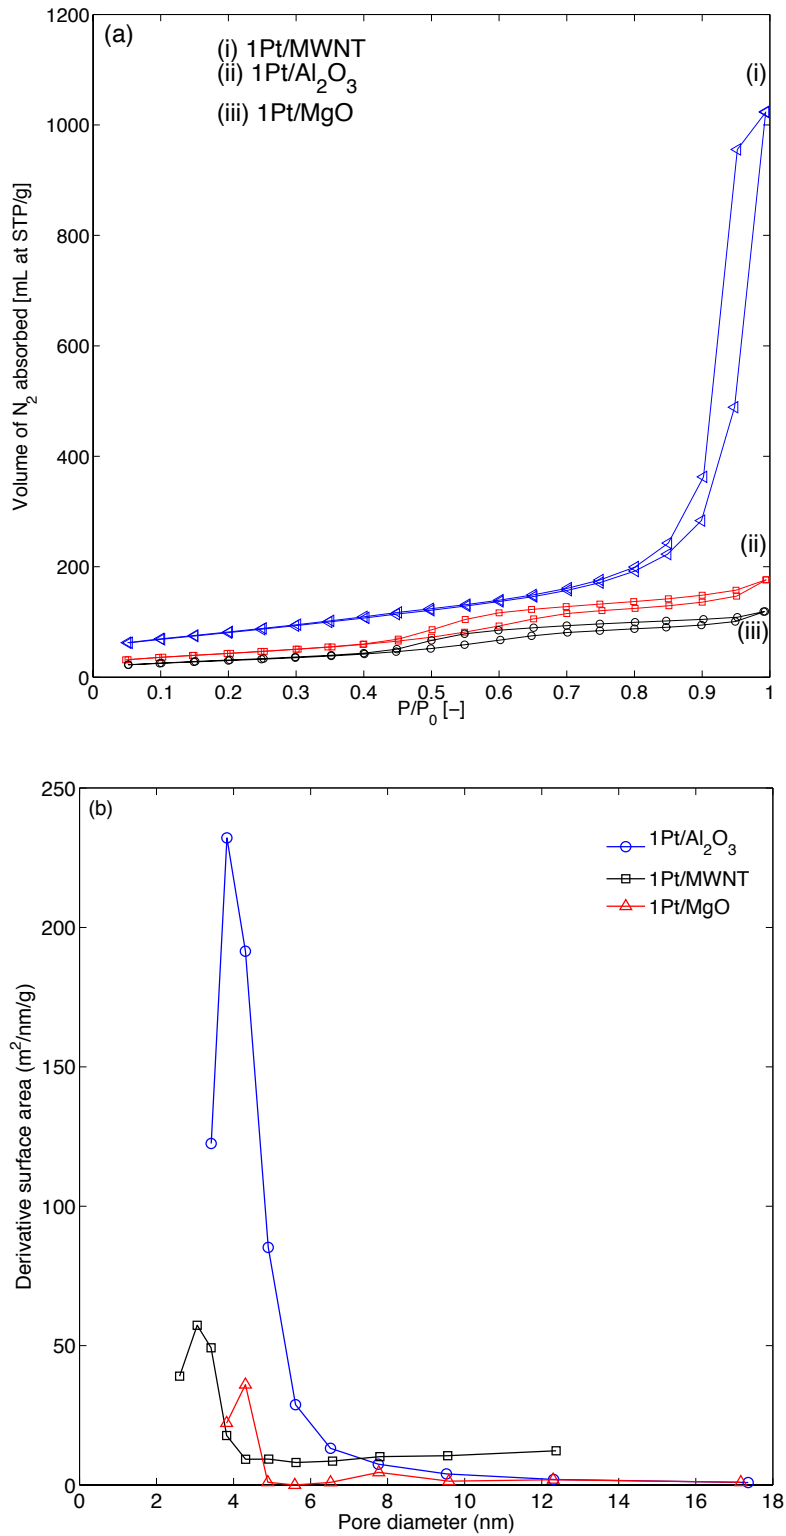 (a)
(i) 1Pt/MWNT
(ii) 1Pt/Al₂O₃
(iii) 1Pt/MgO
(i)
(ii)
(iii)
Volume of N₂ absorbed [mL at STP/g]
1200
1000
800
600
400
200
0
0 0.1 0.2 0.3 0.4 0.5 0.6 0.7 0.8 0.9 1
P/P₀ [−]
(b)
1Pt/Al₂O₃
1Pt/MWNT
1Pt/MgO
Derivative surface area (m²/nm/g)
250
200
150
100
50
0
0 2 4 6 8 10 12 14 16 18
Pore diameter (nm)